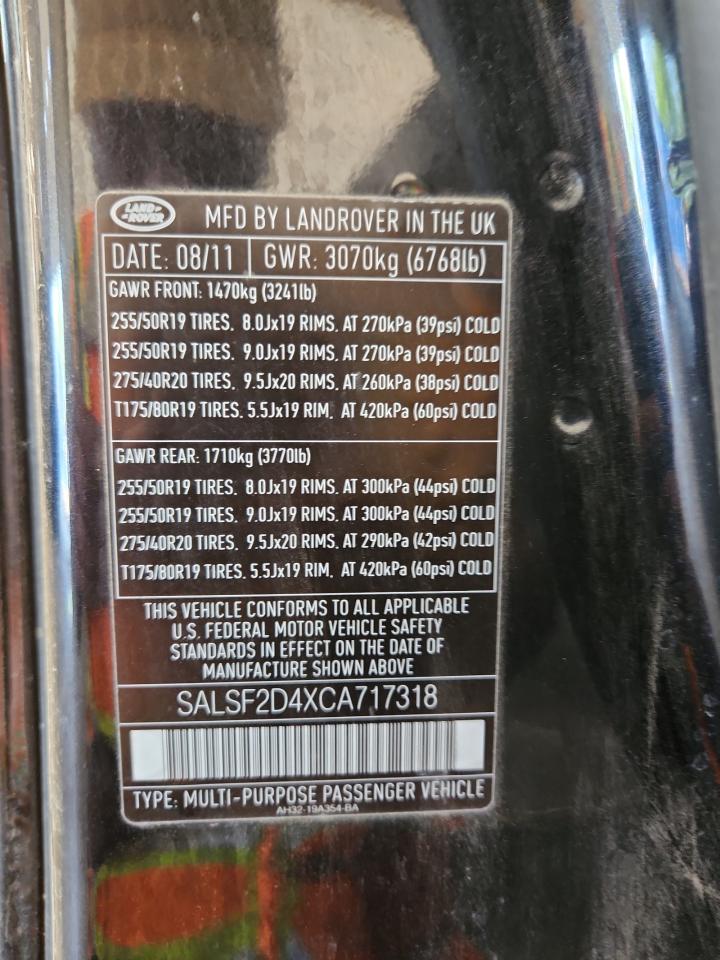 LAND ROVER
MFD BY LANDROVER IN THE UK
DATE: 08/11 GWR: 3070kg (6768lb)
GAWR FRONT: 1470kg (3241lb)
255/50R19 TIRES. 8.0Jx19 RIMS. AT 270kPa (39psi) COLD
255/50R19 TIRES. 9.0Jx19 RIMS. AT 270kPa (39psi) COLD
275/40R20 TIRES. 9.5Jx20 RIMS. AT 260kPa (38psi) COLD
T175/80R19 TIRES. 5.5Jx19 RIM. AT 420kPa (60psi) COLD
GAWR REAR: 1710kg (3770lb)
255/50R19 TIRES. 8.0Jx19 RIMS. AT 300kPa (44psi) COLD
255/50R19 TIRES. 9.0Jx19 RIMS. AT 300kPa (44psi) COLD
275/40R20 TIRES. 9.5Jx20 RIMS. AT 290kPa (42psi) COLD
T175/80R19 TIRES. 5.5Jx19 RIM. AT 420kPa (60psi) COLD
THIS VEHICLE CONFORMS TO ALL APPLICABLE
U.S. FEDERAL MOTOR VEHICLE SAFETY
STANDARDS IN EFFECT ON THE DATE OF
MANUFACTURE SHOWN ABOVE
SALSF2D4XCA717318
TYPE: MULTI-PURPOSE PASSENGER VEHICLE
AH32-19A354-BA